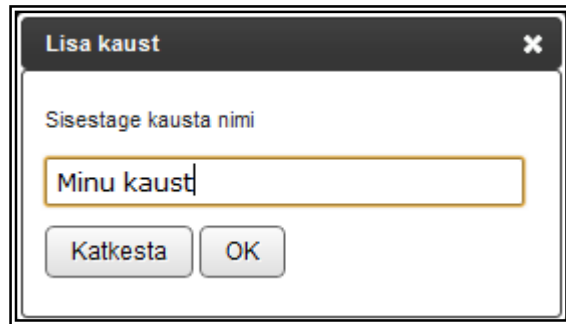 Lisa kaust
Sisestage kausta nimi
Minu kaust
Katkesta OK